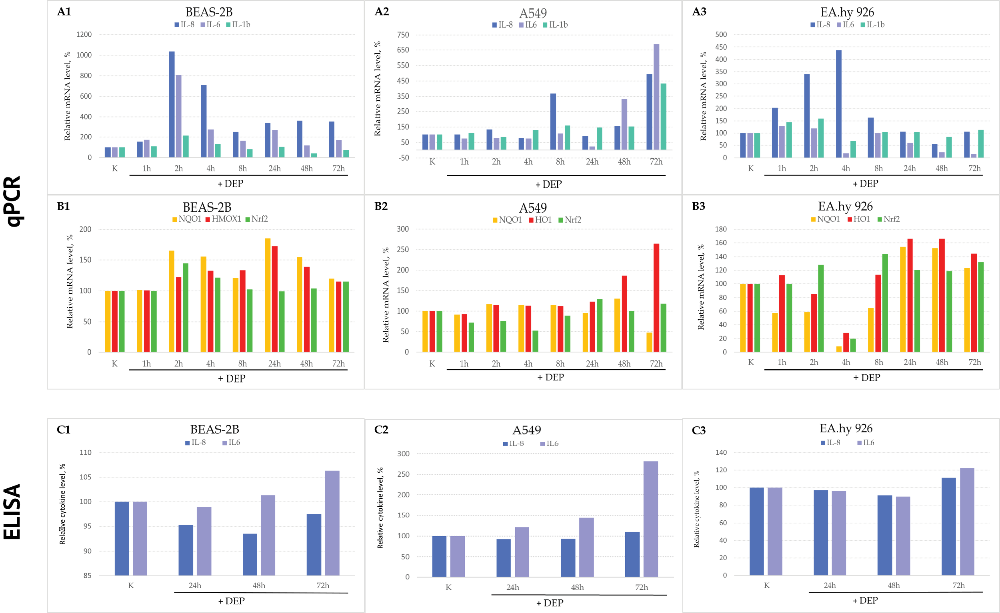 qPCR
A1
BEAS-2B
IL-8 IL-6 IL-1b
Relative mRNA level, %
1200
1000
800
600
400
200
0
K 1h 2h 4h 8h 24h 48h 72h
+ DEP
A2
A549
IL-8 IL6 IL-1b
Relative mRNA level, %
750
650
550
450
350
250
150
50
-50
K 1h 2h 4h 8h 24h 48h 72h
+ DEP
A3
EA.hy 926
IL-8 IL6 IL-1b
Relative mRNA level, %
500
450
400
350
300
250
200
150
100
50
0
K 1h 2h 4h 8h 24h 48h 72h
+ DEP
B1
BEAS-2B
NQO1 HMOX1 Nrf2
Relative mRNA level, %
200
150
100
50
0
K 1h 2h 4h 8h 24h 48h 72h
+ DEP
B2
A549
NQO1 HO1 Nrf2
Relative mRNA level, %
300
250
200
150
100
50
0
K 1h 2h 4h 8h 24h 48h 72h
+ DEP
B3
EA.hy 926
NQO1 HO1 Nrf2
Relative mRNA level, %
180
160
140
120
100
80
60
40
20
0
K 1h 2h 4h 8h 24h 48h 72h
+ DEP
ELISA
C1
BEAS-2B
IL-8 IL6
Rela☒ve cytokine level, %
110
105
100
95
90
85
K 24h 48h 72h
+ DEP
C2
A549
IL-8 IL6
Relative cytokine level, %
300
250
200
150
100
50
0
K 24h 48h 72h
+ DEP
C3
EA.hy 926
IL-8 IL6
Relative cytokine level, %
140
120
100
80
60
40
20
0
K 24h 48h 72h
+ DEP